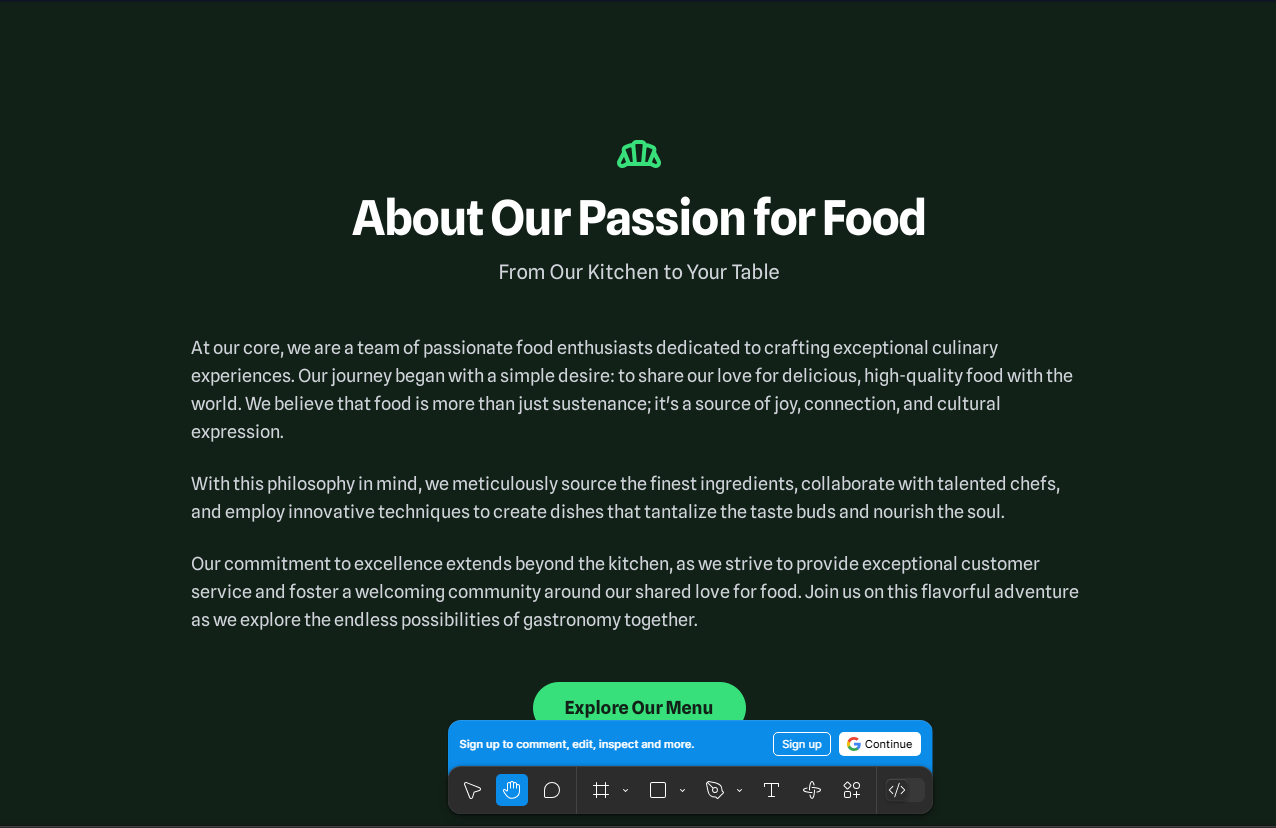 About Our Passion for Food
From Our Kitchen to Your Table
At our core, we are a team of passionate food enthusiasts dedicated to crafting exceptional culinary
experiences. Our journey began with a simple desire: to share our love for delicious, high-quality food with the
world. We believe that food is more than just sustenance; it's a source of joy, connection, and cultural
expression.
With this philosophy in mind, we meticulously source the finest ingredients, collaborate with talented chefs,
and employ innovative techniques to create dishes that tantalize the taste buds and nourish the soul.
Our commitment to excellence extends beyond the kitchen, as we strive to provide exceptional customer
service and foster a welcoming community around our shared love for food. Join us on this flavorful adventure
as we explore the endless possibilities of gastronomy together.
Explore Our Menu
Sign up to comment, edit, inspect and more.
Sign up
Continue